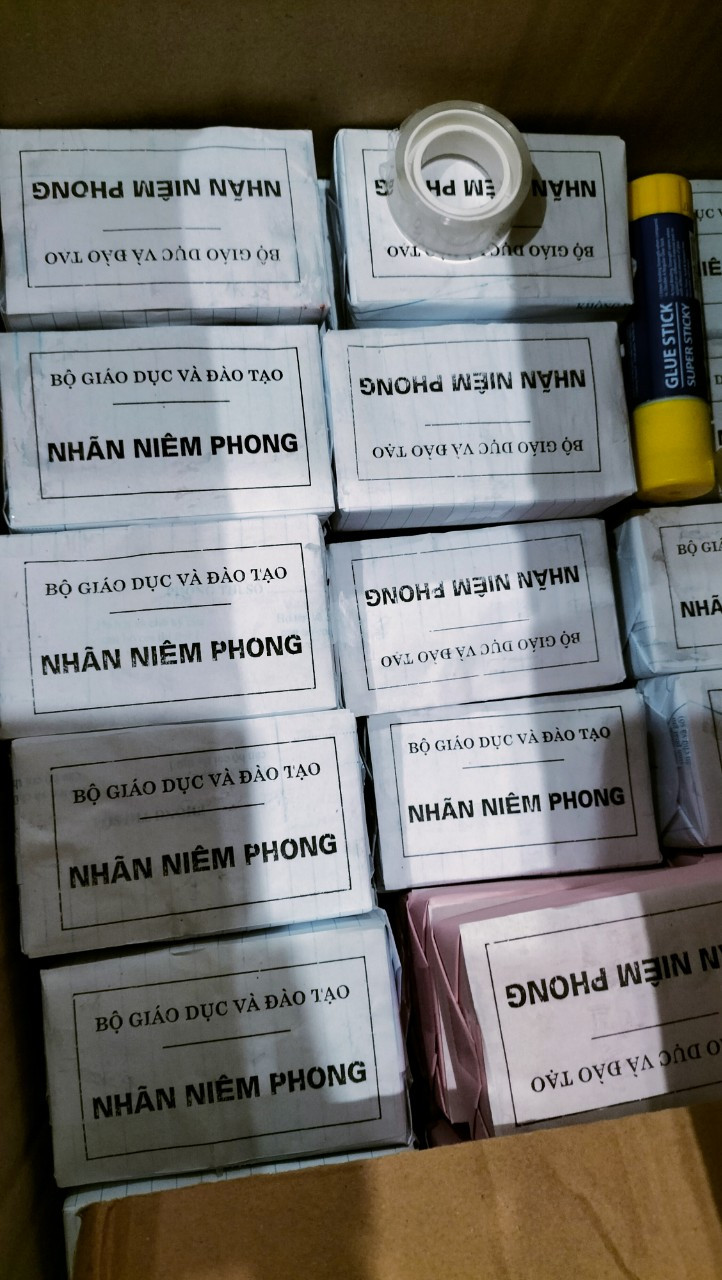 BỘ GIÁO DỤC VÀ ĐÀO TẠO
NHÃN NIÊM PHONG
BỘ GIÁO DỤC VÀ ĐÀO TẠO
NHÃN NIÊM PHONG
GLUE STICK
SUPER STICKY
BỘ GIÁO DỤC VÀ ĐÀO TẠO
NHÃN NIÊM PHONG
BỘ GIÁO DỤC VÀ ĐÀO TẠO
NHÃN NIÊM PHONG
BỘ GIÁO DỤC VÀ ĐÀO TẠO
NHÃN NIÊM PHONG
BỘ GIÁO DỤC VÀ ĐÀO TẠO
NHÃN NIÊM PHONG
BỘ
NHÃ
BỘ GIÁO DỤC VÀ ĐÀO TẠO
NHÃN NIÊM PHONG
BỘ GIÁO DỤC VÀ ĐÀO TẠO
NHÃN NIÊM PHONG
BỘ GIÁO DỤC VÀ ĐÀO TẠO
NHÃN NIÊM PHONG
DỤC VÀ ĐÀO TẠO
NIÊM PHONG